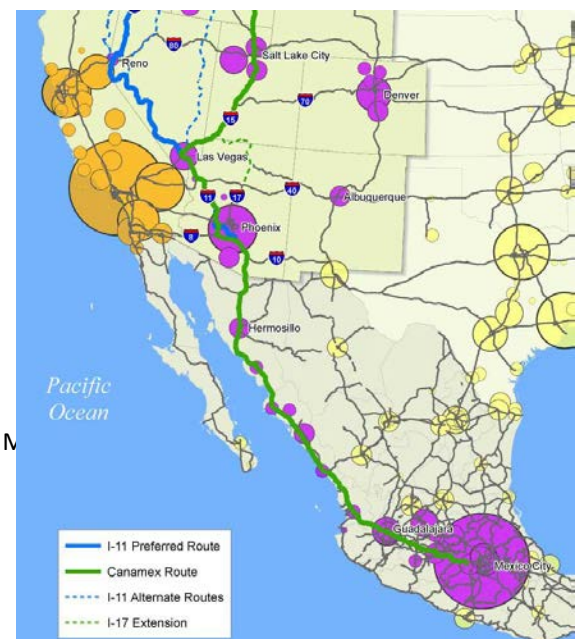 80
Reno
Salt Lake City
70
Denver
15
Las Vegas
11
17
40
Albuquerque
Phoenix
8
10
Hermosillo
Pacific
Ocean
M
Guadalajara
Mexico City
I-11 Preferred Route
Canamex Route
I-11 Alternate Routes
I-17 Extension